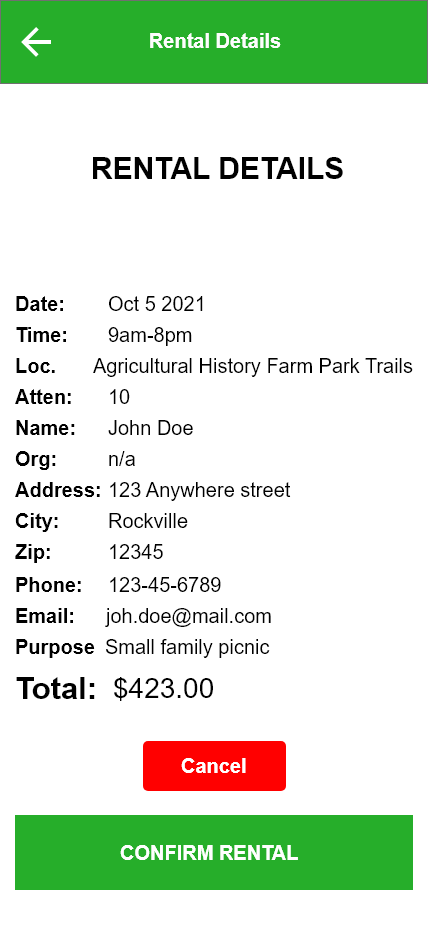 Rental Details
RENTAL DETAILS
Date: Oct 5 2021
Time: 9am-8pm
Loc. Agricultural History Farm Park Trails
Atten: 10
Name: John Doe
Org: n/a
Address: 123 Anywhere street
City: Rockville
Zip: 12345
Phone: 123-45-6789
Email: joh.doe@mail.com
Purpose Small family picnic
Total: $423.00
Cancel
CONFIRM RENTAL